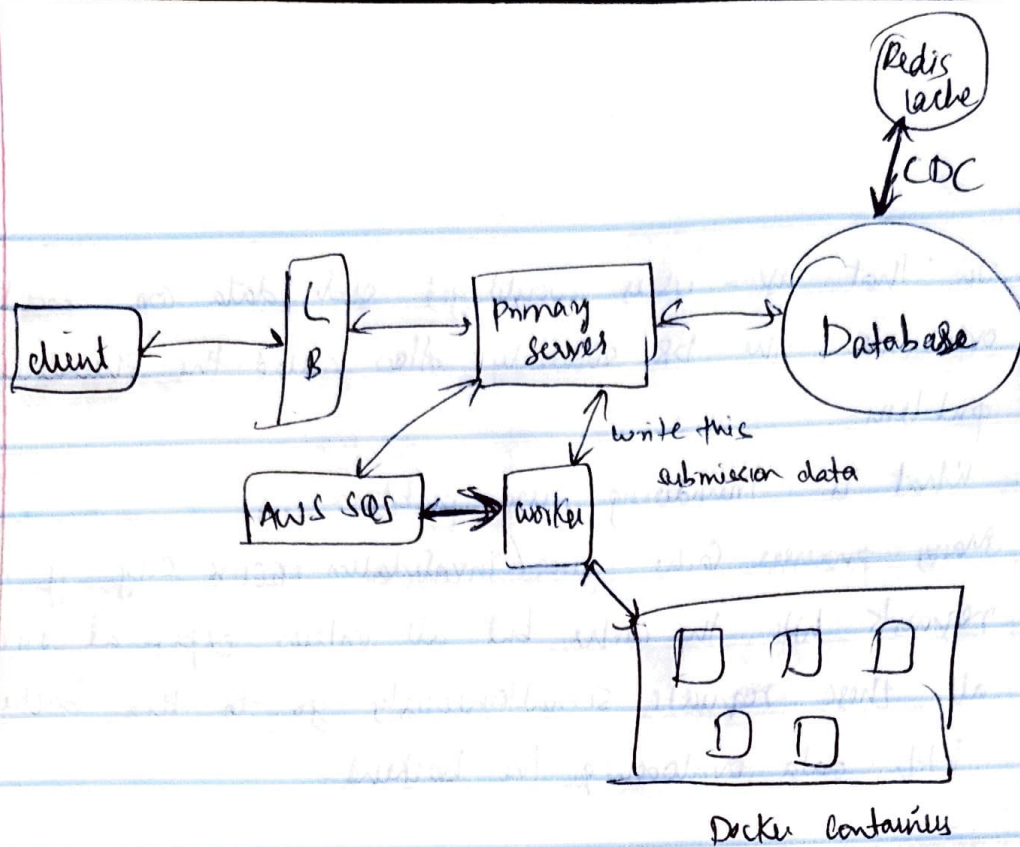 Redis
Cache
CDC
client
L
B
Primary
server
Database
write this
submission data
AWS SQS
worker
Docker Containers